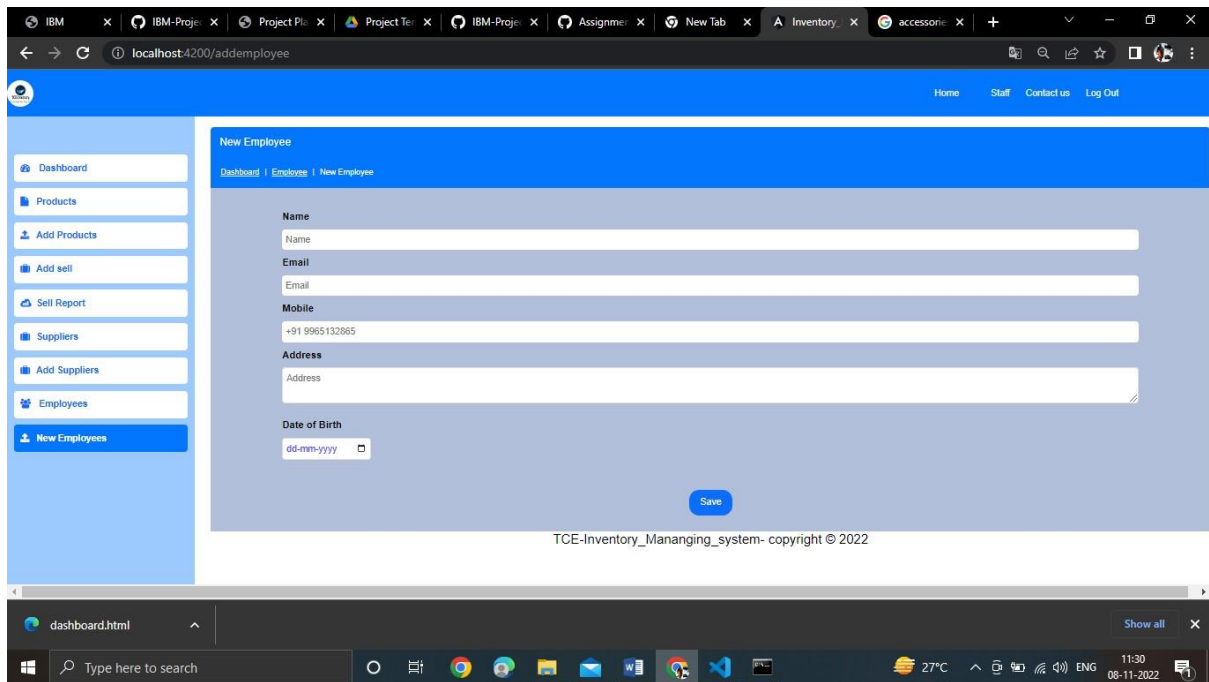 IBM
IBM-Projec
Project Pla
Project Ter
IBM-Projec
Assignmen
New Tab
Inventory_
accessorie
localhost:4200/addemployee
Home Staff Contact us Log Out
Dashboard
Products
Add Products
Add sell
Sell Report
Suppliers
Add Suppliers
Employees
New Employees
New Employee
Dashboard | Employee | New Employee
Name
Name
Email
Email
Mobile
+91 9965132865
Address
Address
Date of Birth
dd-mm-yyyy
Save
TCE-Inventory_Mananging_system- copyright © 2022
dashboard.html
Show all
Type here to search
27°C
ENG
11:30
08-11-2022